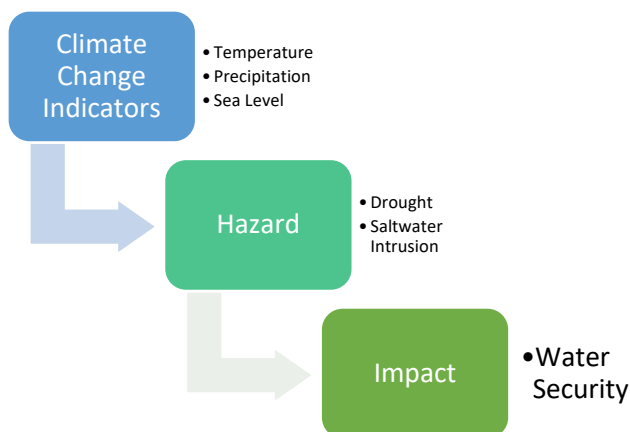 Climate
Change
Indicators
• Temperature
• Precipitation
• Sea Level
Hazard
• Drought
• Saltwater
Intrusion
Impact
•Water
Security